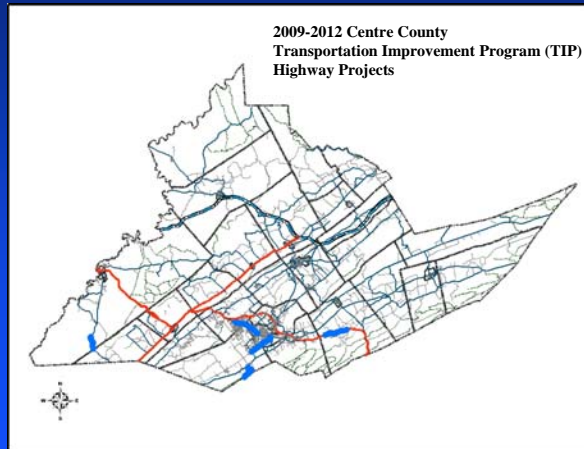 2009-2012 Centre County
Transportation Improvement Program (TIP)
Highway Projects
N
W E
S